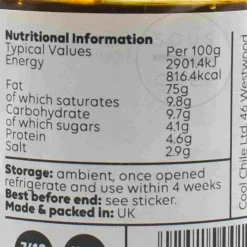 Nutritional Information
Typical Values Per 100g
Energy 2901.4kJ
816.4kcal
Fat 75g
of which saturates 9.8g
Carbohydrate 9.7g
of which sugars 4.1g
Protein 4.6g
Salt 2.9g
Storage: ambient, once opened
refrigerate and use within 4 weeks
Best before end: see sticker.
Made & packed in: UK
Cool Chile Ltd. 40 Westwood
SOUS